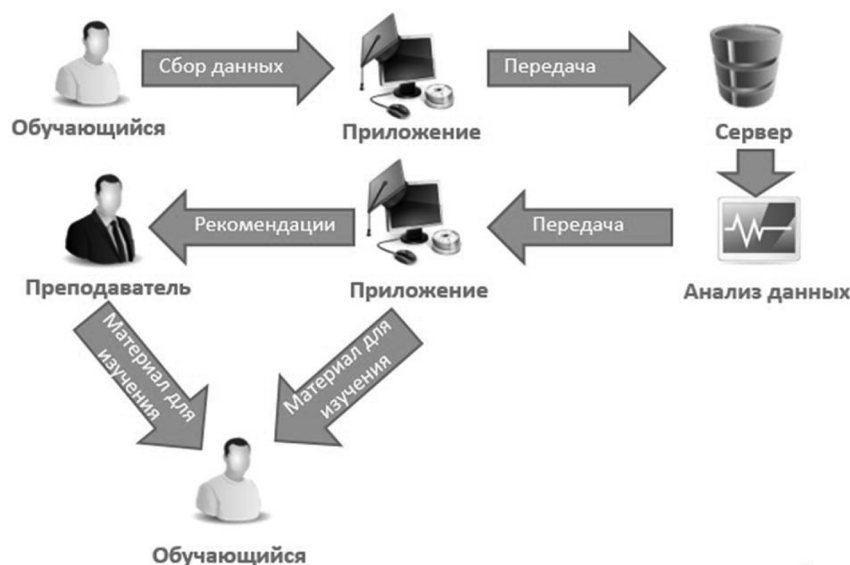 Сбор данных
Передача
Обучающийся
Приложение
Сервер
Рекомендации
Передача
Преподаватель
Приложение
Анализ данных
Материал для
изучения
Материал для
изучения
Обучающийся